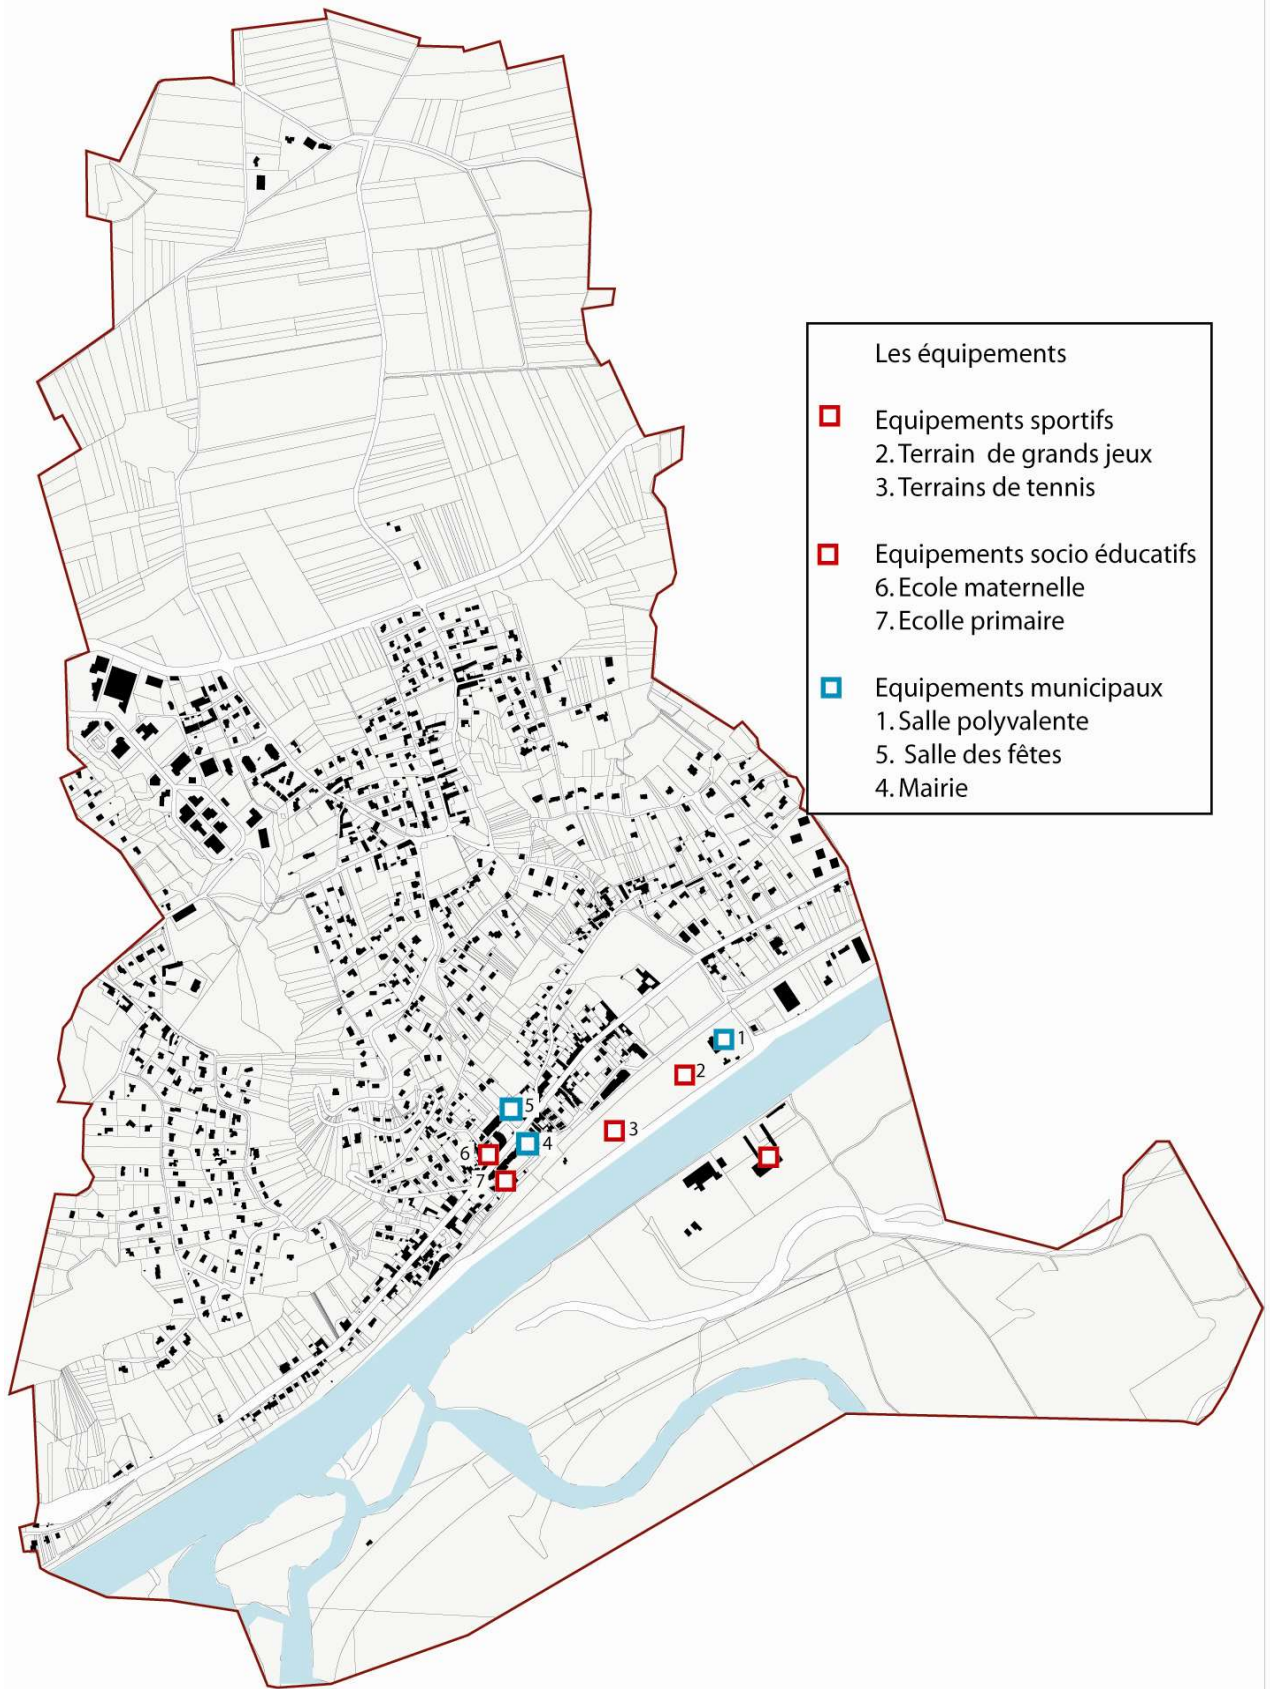 Les équipements
Equipements sportifs
2. Terrain de grands jeux
3. Terrains de tennis
Equipements socio éducatifs
6. Ecole maternelle
7. Ecolle primaire
Equipements municipaux
1. Salle polyvalente
5. Salle des fêtes
4. Mairie
1
2
3
5
4
6
7